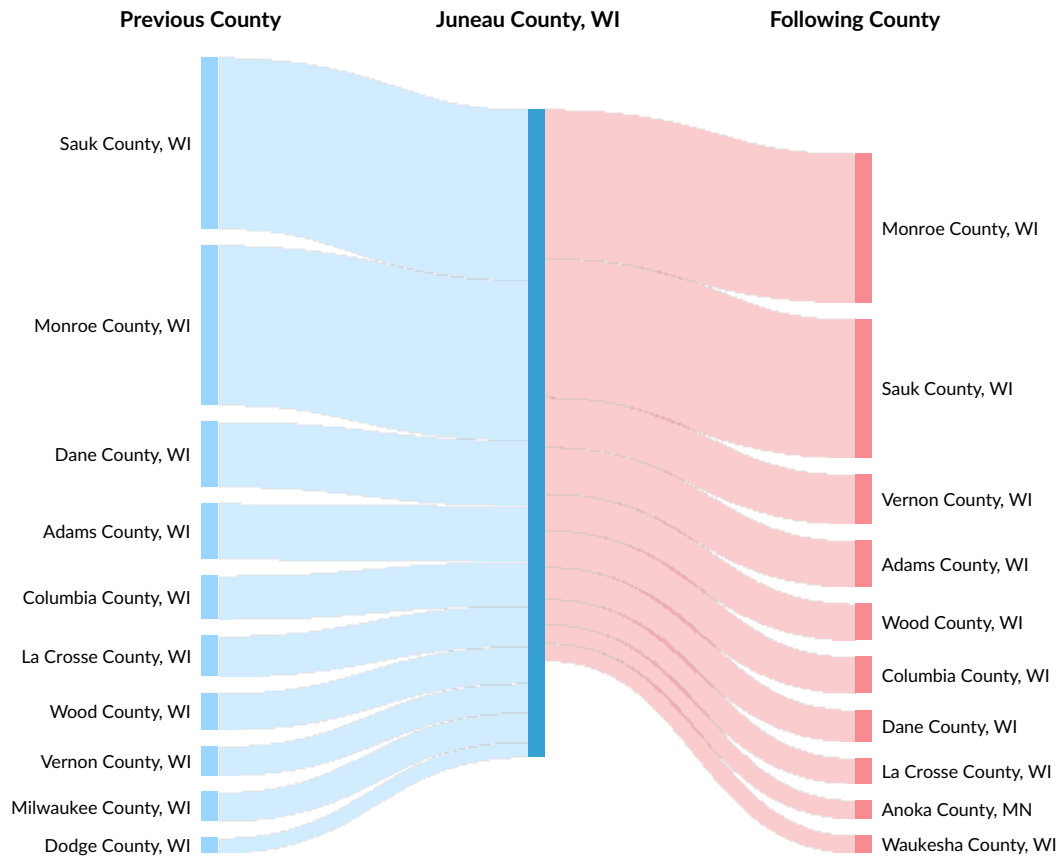 Previous County
Juneau County, WI
Following County
Sauk County, WI
Monroe County, WI
Dane County, WI
Adams County, WI
Columbia County, WI
La Crosse County, WI
Wood County, WI
Vernon County, WI
Milwaukee County, WI
Dodge County, WI
Monroe County, WI
Sauk County, WI
Vernon County, WI
Adams County, WI
Wood County, WI
Columbia County, WI
Dane County, WI
La Crosse County, WI
Anoka County, MN
Waukesha County, WI